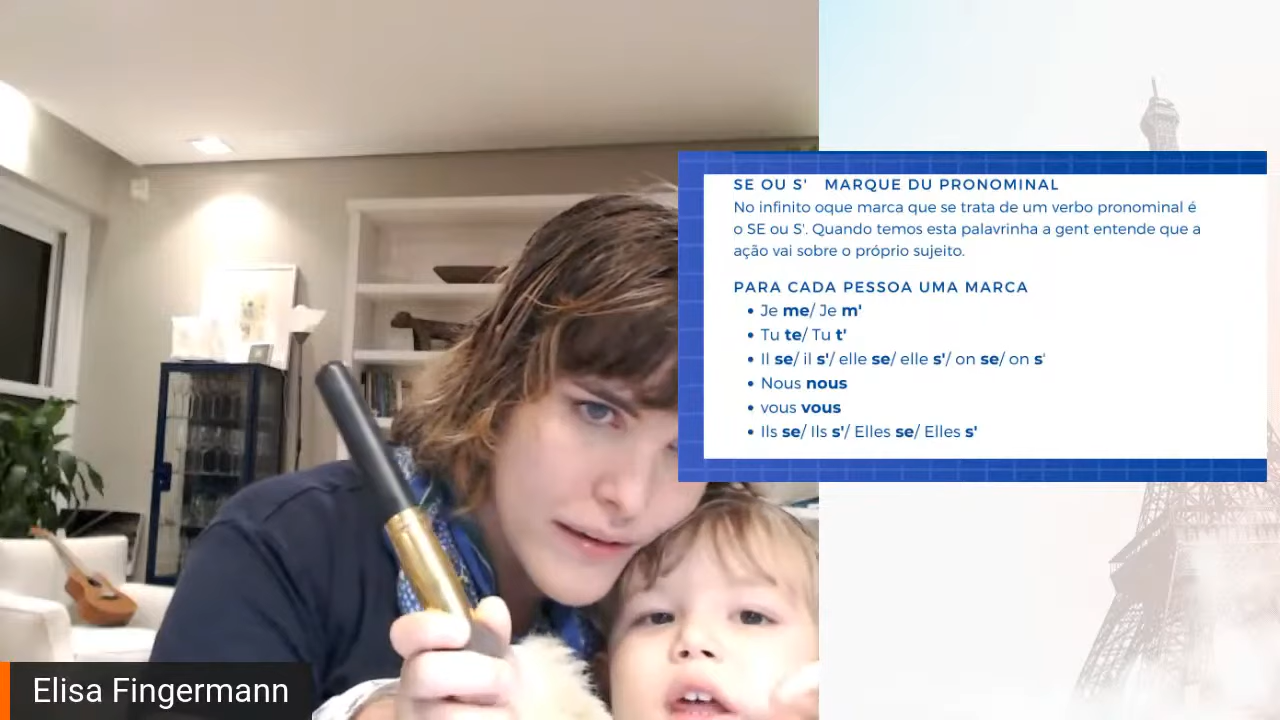 SE OU S' MARQUE DU PRONOMINAL
No infinito oque marca que se trata de um verbo pronominal é
o SE ou S'. Quando temos esta palavrinha a gent entende que a
ação vai sobre o próprio sujeito.
PARA CADA PESSOA UMA MARCA
• Je me/ Je m'
• Tu te/ Tu t'
• Il se/ il s'/ elle se/ elle s'/ on se/ on s'
• Nous nous
• vous vous
• Ils se/ Ils s'/ Elles se/ Elles s'
Elisa Fingermann